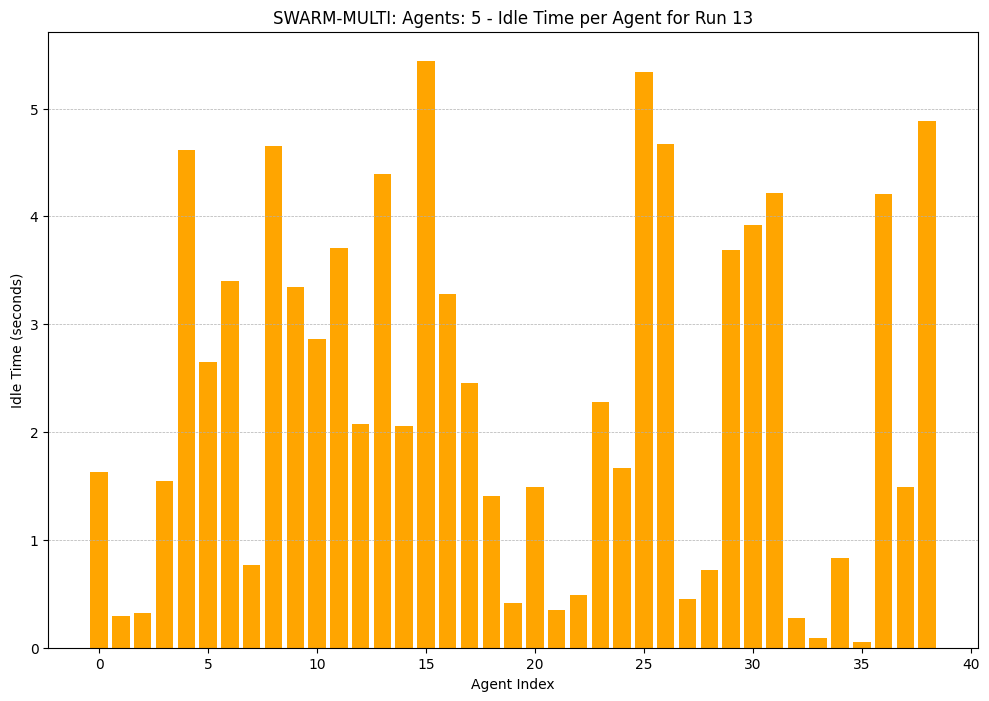 SWARM-MULTI: Agents: 5 - Idle Time per Agent for Run 13
Idle Time (seconds)
5
4
3
2
1
0
0 5 10 15 20 25 30 35 40
Agent Index